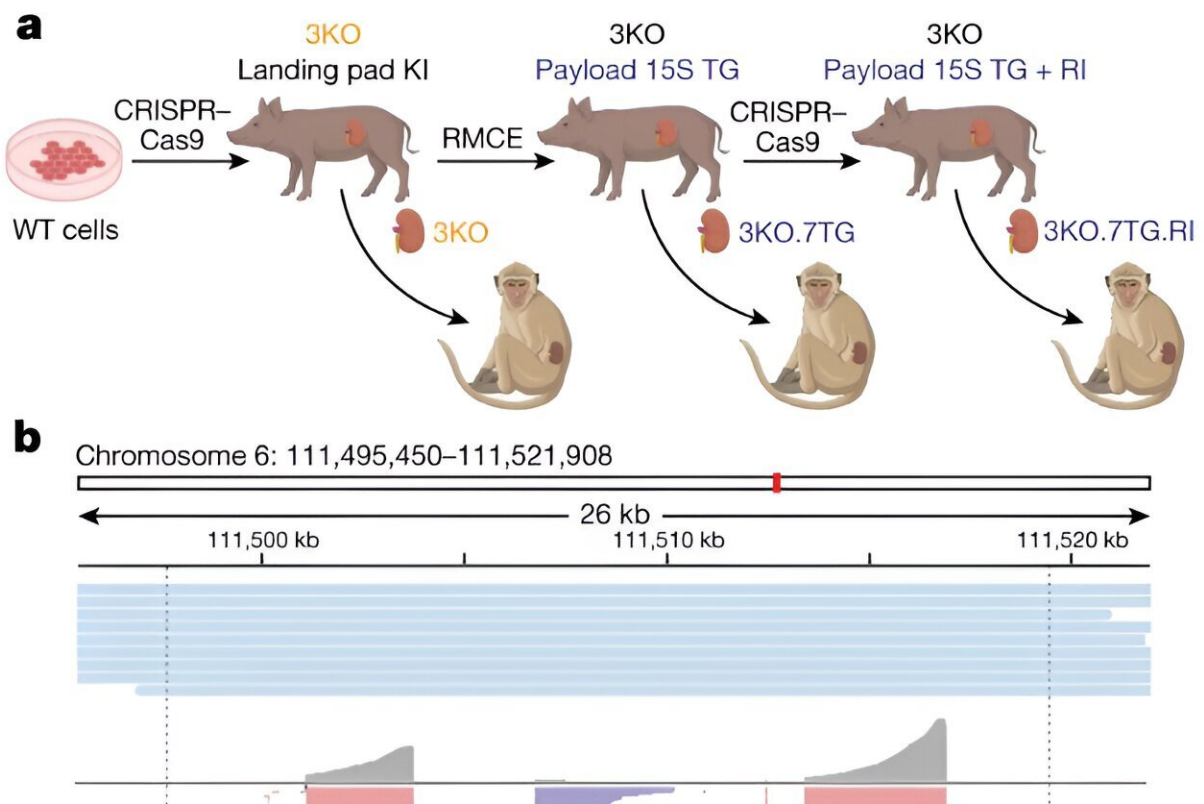 a
3KO
Landing pad KI
3KO
Payload 15S TG
3KO
Payload 15S TG + RI
CRISPR–
Cas9
RMCE
CRISPR–
Cas9
WT cells
3KO
3KO.7TG
3KO.7TG.RI
b
Chromosome 6: 111,495,450–111,521,908
26 kb
111,500 kb
111,510 kb
111,520 kb